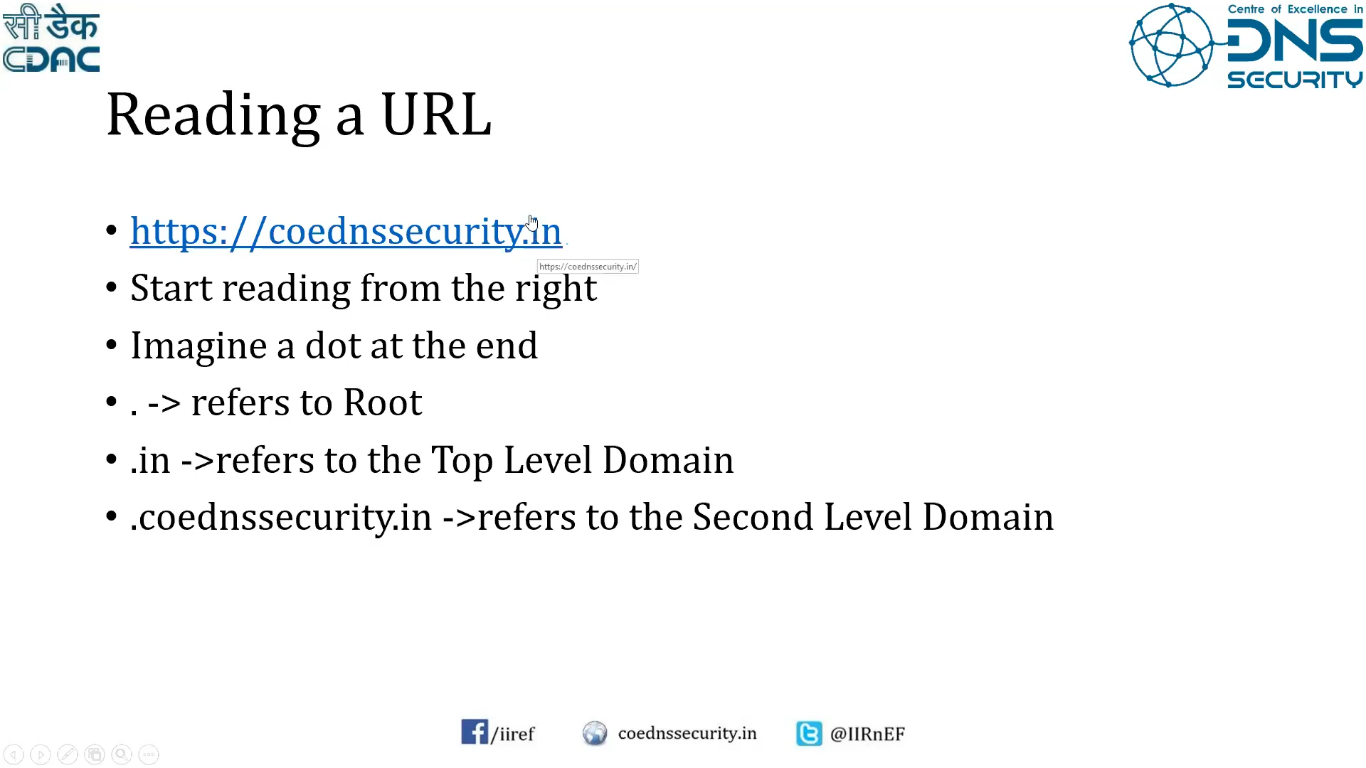 सी डैक
CDAC
Centre of Excellence in
DNS
SECURITY
Reading a URL
• https://coednssecurity.in
https://coednssecurity.in/
• Start reading from the right
• Imagine a dot at the end
• . -> refers to Root
• .in ->refers to the Top Level Domain
• .coednssecurity.in ->refers to the Second Level Domain
/iiref
coednssecurity.in
@IIRnEF